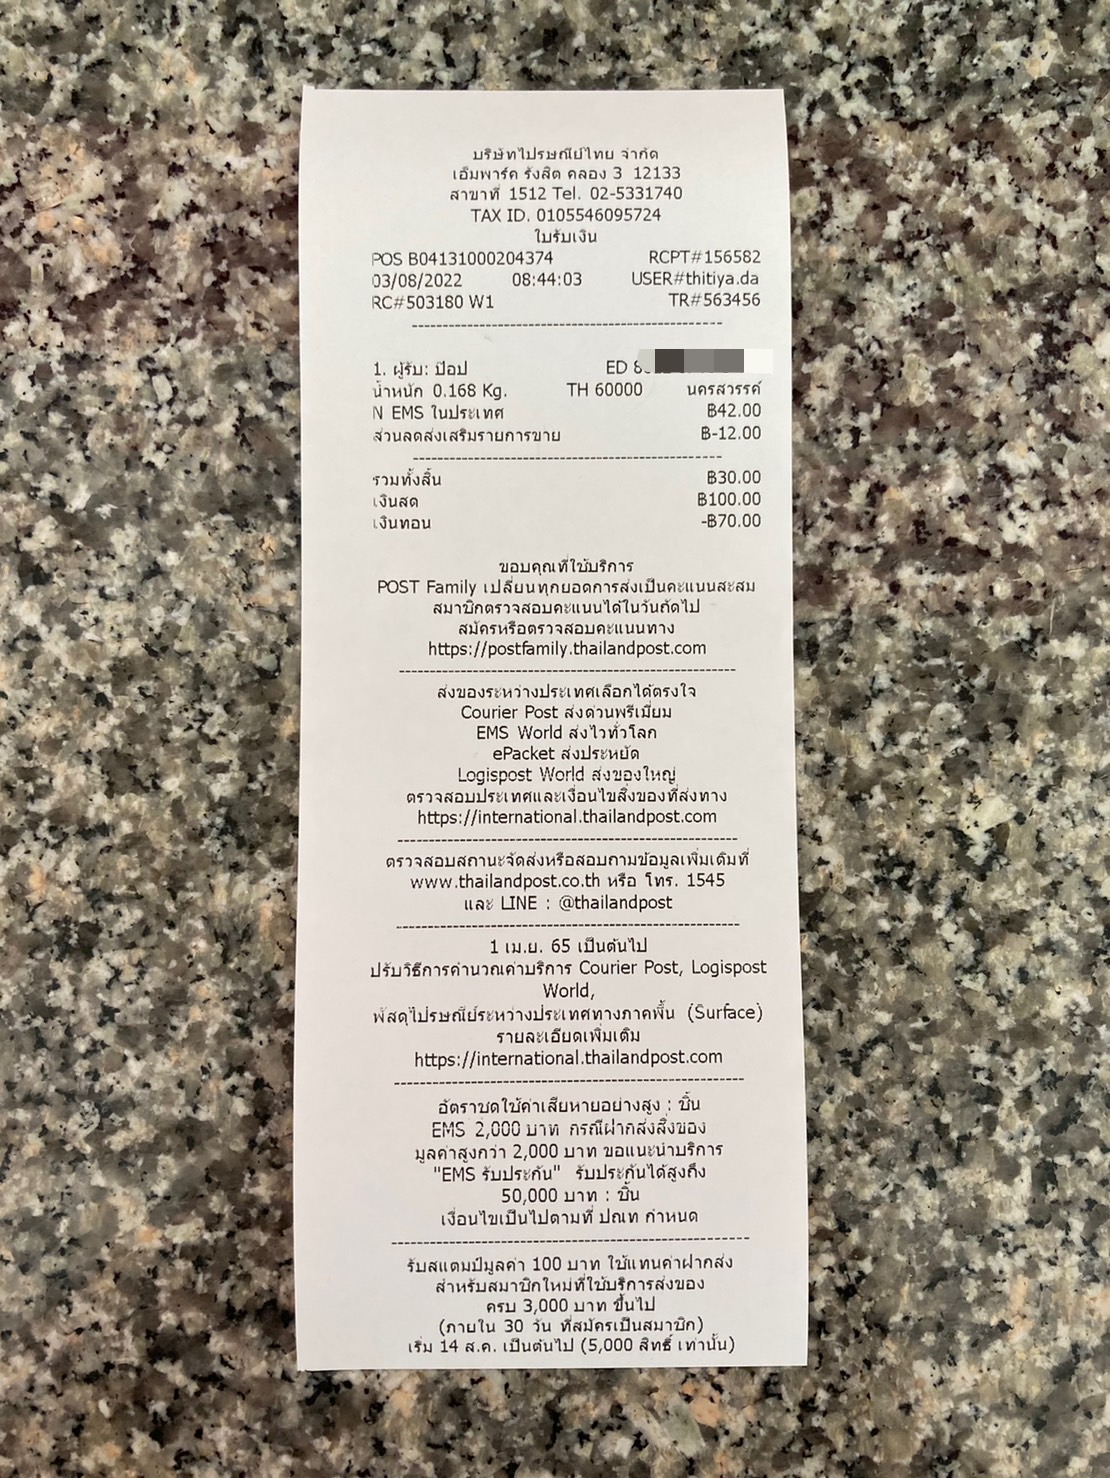 บริษัทไปรษณีย์ไทย จำกัด
เอ็มพาร์ค รังสิต คลอง 3 12133
สาขาที่ 1512 Tel. 02-5331740
TAX ID. 0105546095724
ใบรับเงิน
POS B04131000204374 RCPT#156582
03/08/2022 08:44:03 USER#thitiya.da
RC#503180 W1 TR#563456
1. ผู้รับ: ป๊อป ED
น้ำหนัก 0.168 Kg. TH 60000 นครสวรรค์
N EMS ในประเทศ ฿42.00
ส่วนลดส่งเสริมรายการขาย ฿-12.00
รวมทั้งสิ้น ฿30.00
เงินสด ฿100.00
เงินทอน -฿70.00
ขอบคุณที่ใช้บริการ
POST Family เปลี่ยนทุกยอดการส่งเป็นคะแนนสะสม
สมาชิกตรวจสอบคะแนนได้ในวันถัดไป
สมัครหรือตรวจสอบคะแนนทาง
https://postfamily.thailandpost.com
ส่งของระหว่างประเทศเลือกได้ตรงใจ
Courier Post ส่งด่วนพรีเมี่ยม
EMS World ส่งไวทั่วโลก
ePacket ส่งประหยัด
Logispost World ส่งของใหญ่
ตรวจสอบประเทศและเงื่อนไขสิ่งของที่ส่งทาง
https://international.thailandpost.com
ตรวจสอบสถานะจัดส่งหรือสอบถามข้อมูลเพิ่มเติมที่
www.thailandpost.co.th หรือ โทร. 1545
และ LINE : @thailandpost
1 เม.ย. 65 เป็นต้นไป
ปรับวิธีการคำนวณค่าบริการ Courier Post, Logispost
World,
พัสดุไปรษณีย์ระหว่างประเทศทางภาคพื้น (Surface)
รายละเอียดเพิ่มเติม
https://international.thailandpost.com
อัตราชดใช้ค่าเสียหายอย่างสูง : ชิ้น
EMS 2,000 บาท กรณีฝากส่งสิ่งของ
มูลค่าสูงกว่า 2,000 บาท ขอแนะนำบริการ
"EMS รับประกัน" รับประกันได้สูงถึง
50,000 บาท : ชิ้น
เงื่อนไขเป็นไปตามที่ ปณท กำหนด
รับสแตมป์มูลค่า 100 บาท ใช้แทนค่าฝากส่ง
สำหรับสมาชิกใหม่ที่ใช้บริการส่งของ
ครบ 3,000 บาท ขึ้นไป
(ภายใน 30 วัน ที่สมัครเป็นสมาชิก)
เริ่ม 14 ส.ค. เป็นต้นไป (5,000 สิทธิ์ เท่านั้น)